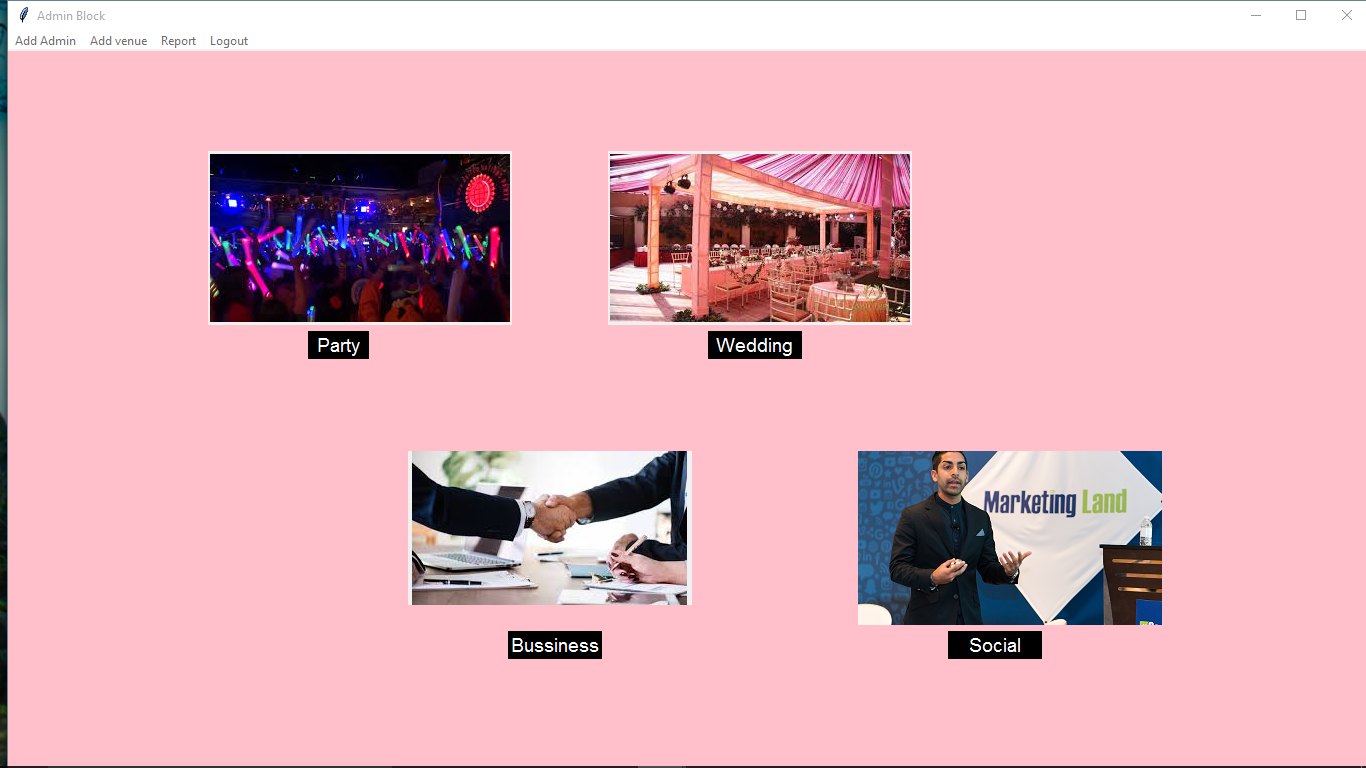 Admin Block
Add Admin Add venue Report Logout
Party
Wedding
Marketing Land
Bussiness
Social